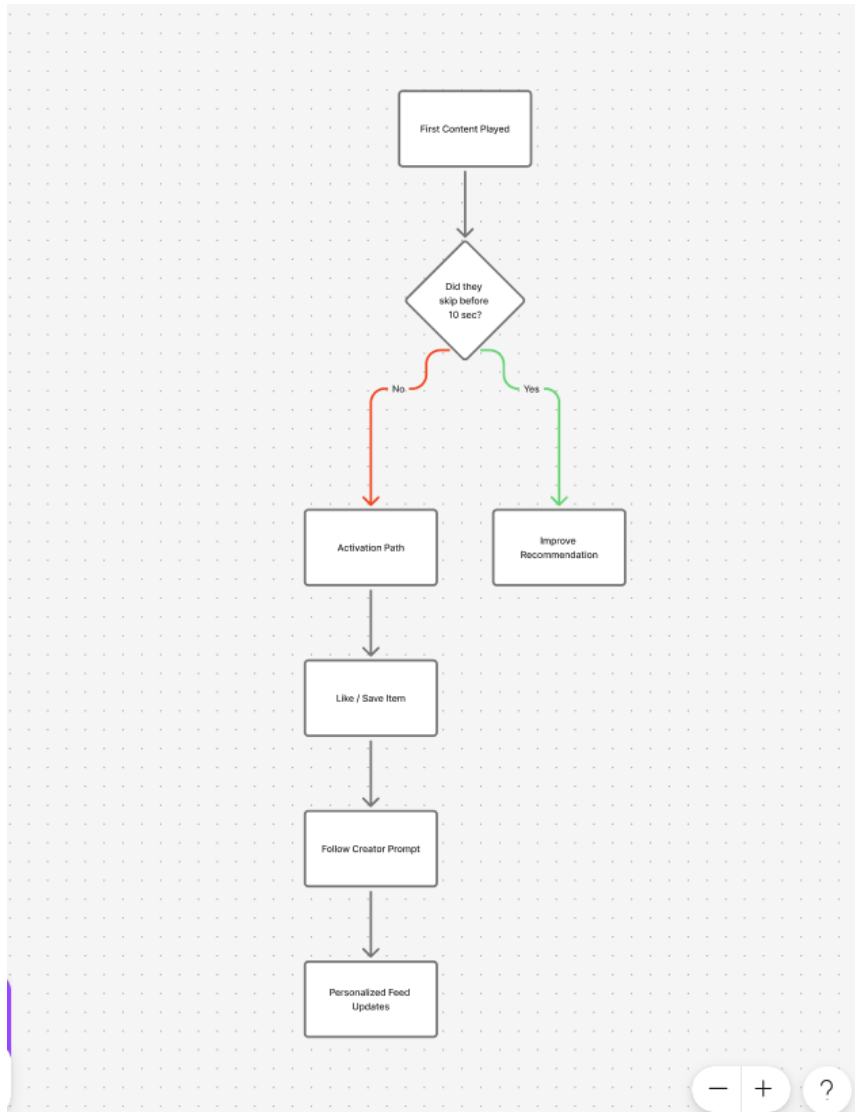 First Content Played
Did they
skip before
10 sec?
No
Yes
Activation Path
Improve
Recommendation
Like / Save Item
Follow Creator Prompt
Personalized Feed
Updates
?